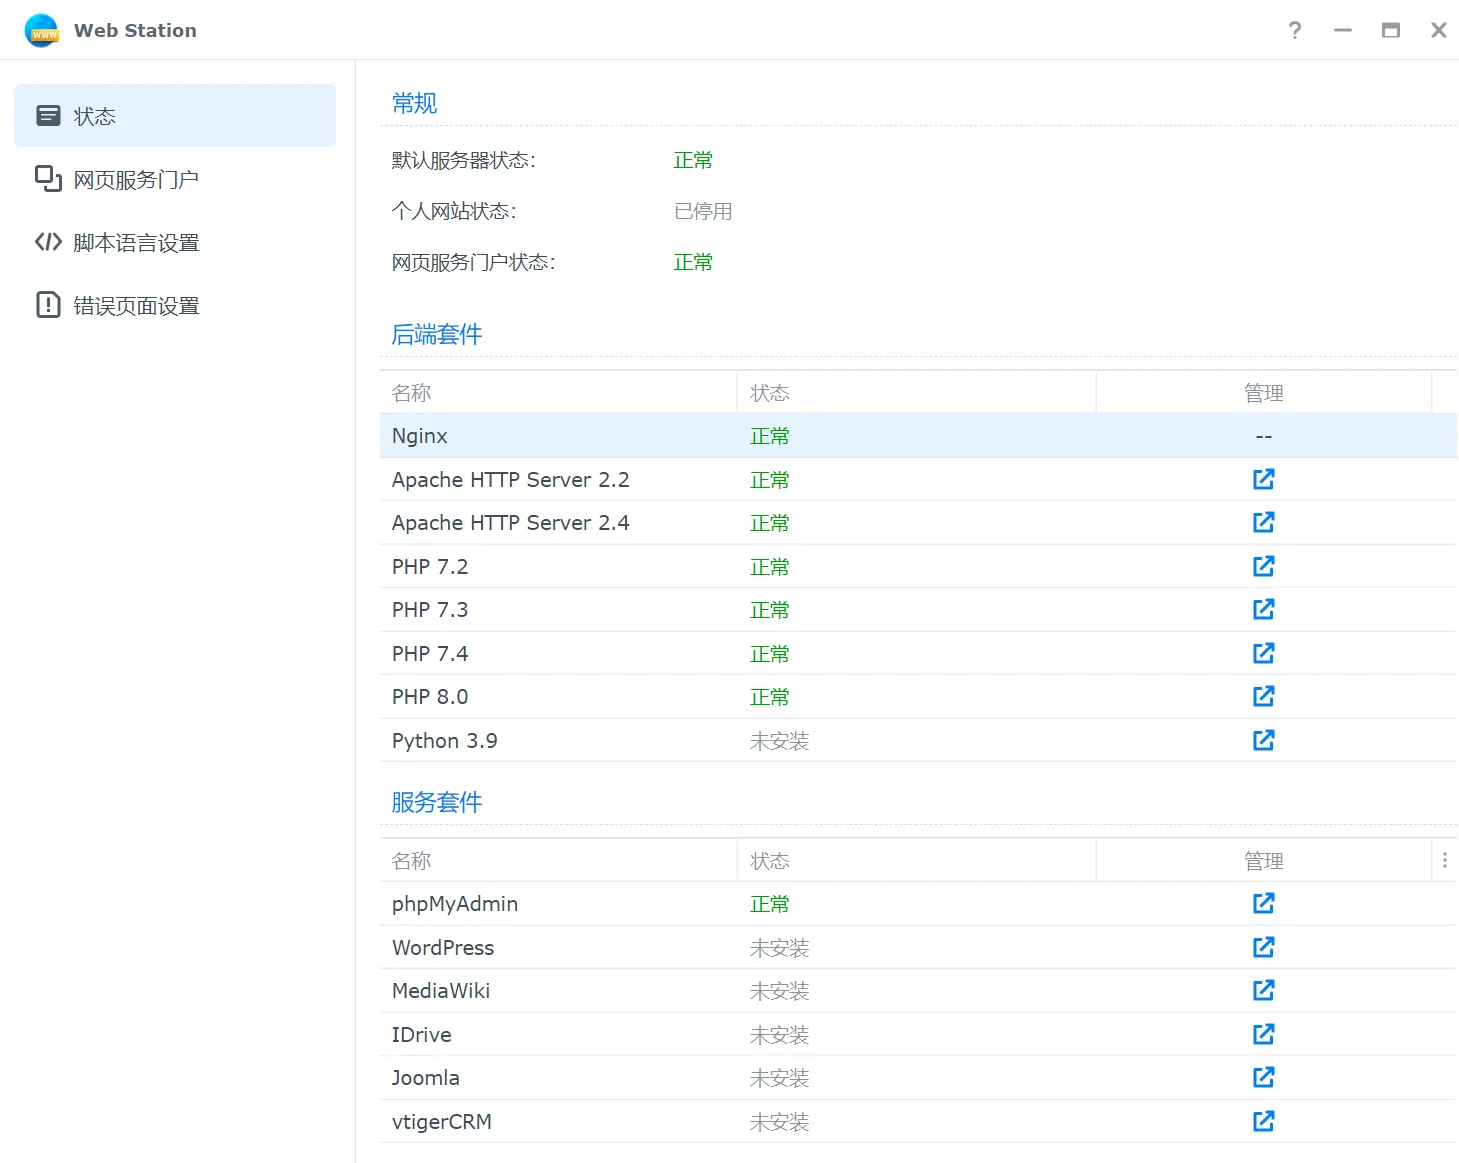 Web Station
状态
网页服务门户
脚本语言设置
错误页面设置
常规
默认服务器状态： 正常
个人网站状态： 已停用
网页服务门户状态： 正常
后端套件
名称 状态 管理
Nginx 正常 --
Apache HTTP Server 2.2 正常
Apache HTTP Server 2.4 正常
PHP 7.2 正常
PHP 7.3 正常
PHP 7.4 正常
PHP 8.0 正常
Python 3.9 未安装
服务套件
名称 状态 管理
phpMyAdmin 正常
WordPress 未安装
MediaWiki 未安装
IDrive 未安装
Joomla 未安装
vtigerCRM 未安装